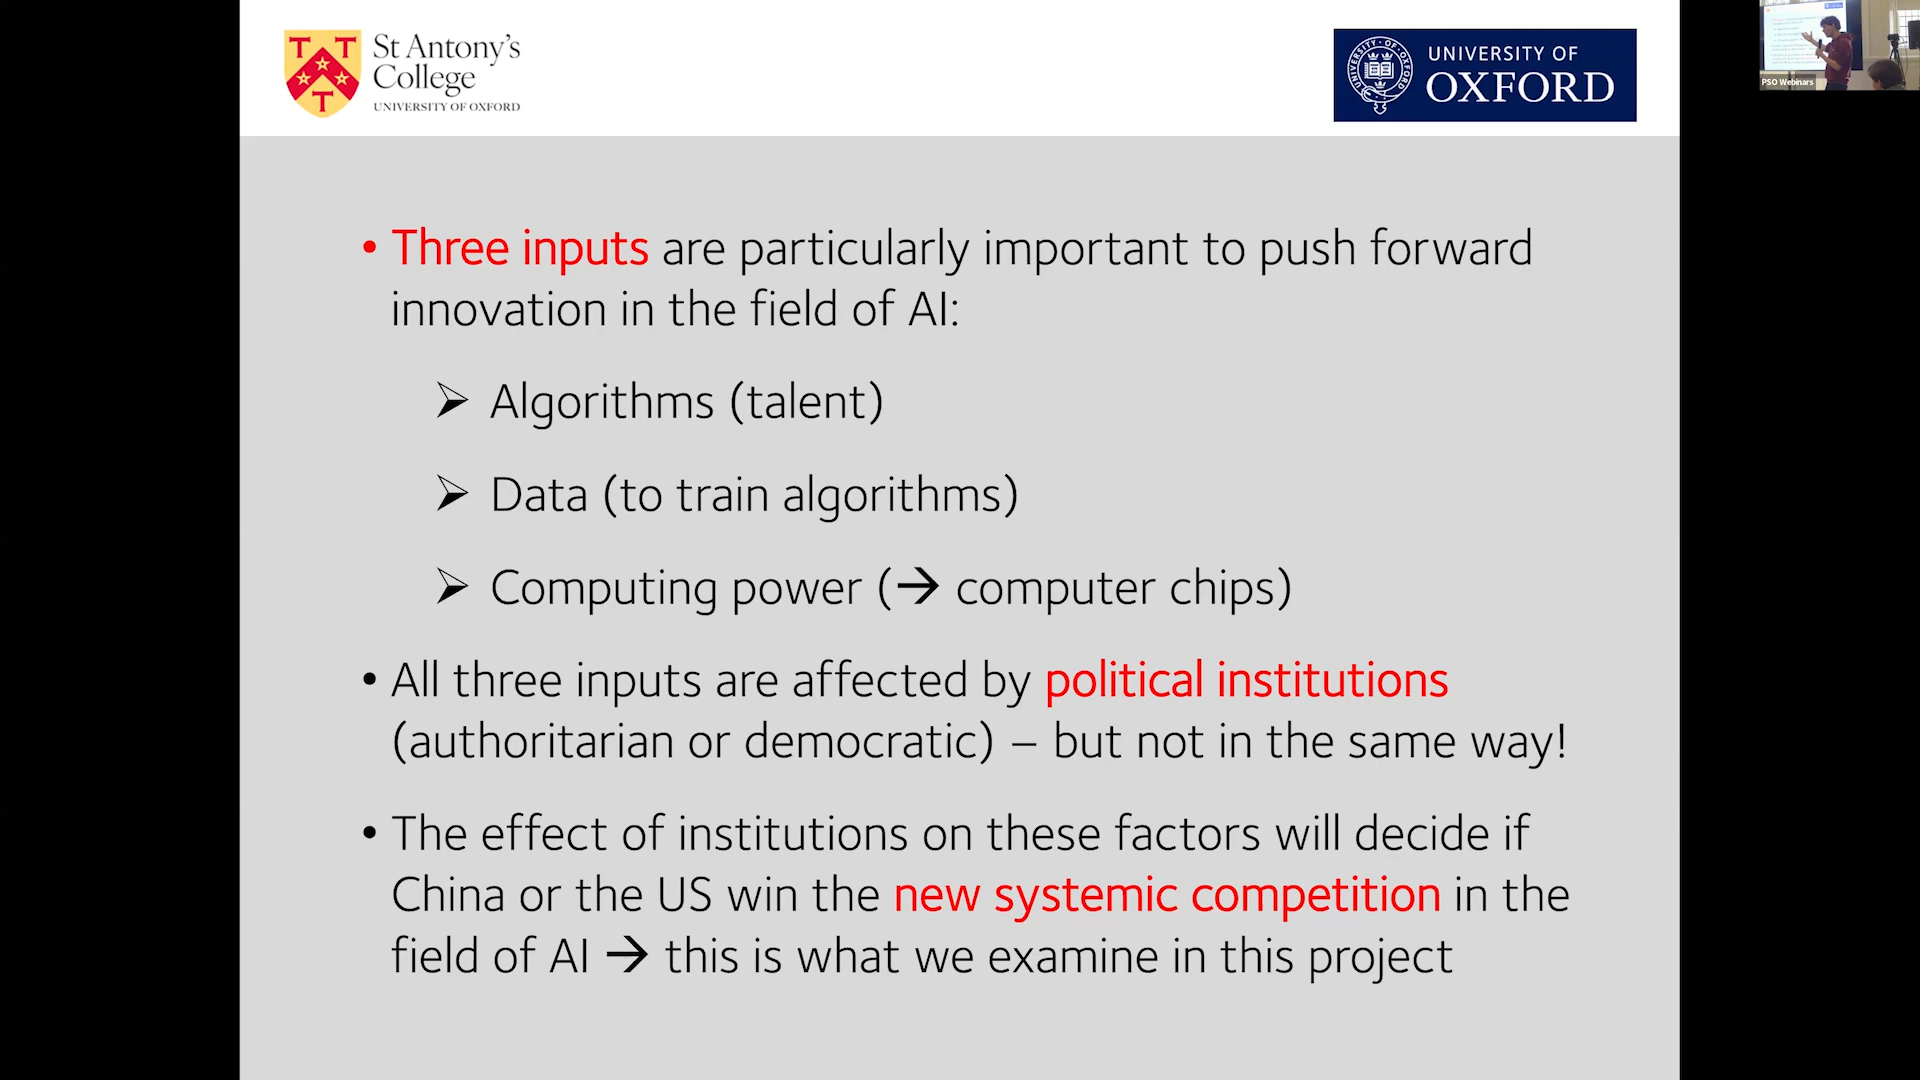 St Antony's
College
UNIVERSITY OF OXFORD
UNIVERSITY OF
OXFORD
PSO Webinars
• Three inputs are particularly important to push forward
innovation in the field of AI:
➢ Algorithms (talent)
➢ Data (to train algorithms)
➢ Computing power (→ computer chips)
• All three inputs are affected by political institutions
(authoritarian or democratic) – but not in the same way!
• The effect of institutions on these factors will decide if
China or the US win the new systemic competition in the
field of AI → this is what we examine in this project